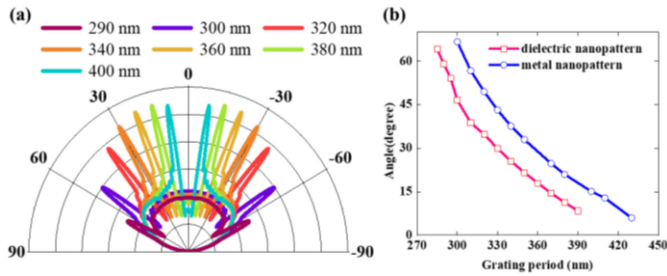 (a)
290 nm 300 nm 320 nm
340 nm 360 nm 380 nm
400 nm
0
30 -30
60 -60
90 -90
(b)
dielectric nanopattern
metal nanopattern
Angle(degree)
60
45
30
15
0
270 300 330 360 390 420 450
Grating period (nm)